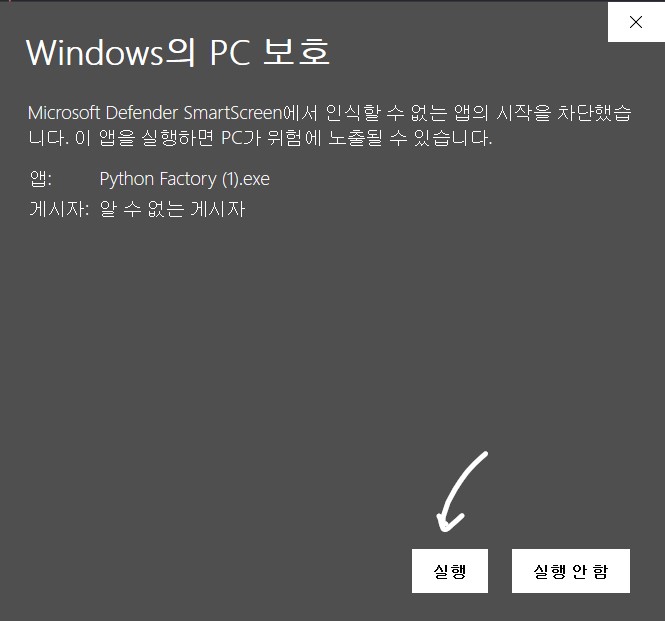 Windows의 PC 보호
Microsoft Defender SmartScreen에서 인식할 수 없는 앱의 시작을 차단했습
니다. 이 앱을 실행하면 PC가 위험에 노출될 수 있습니다.
앱: Python Factory (1).exe
게시자: 알 수 없는 게시자
실행 실행 안 함